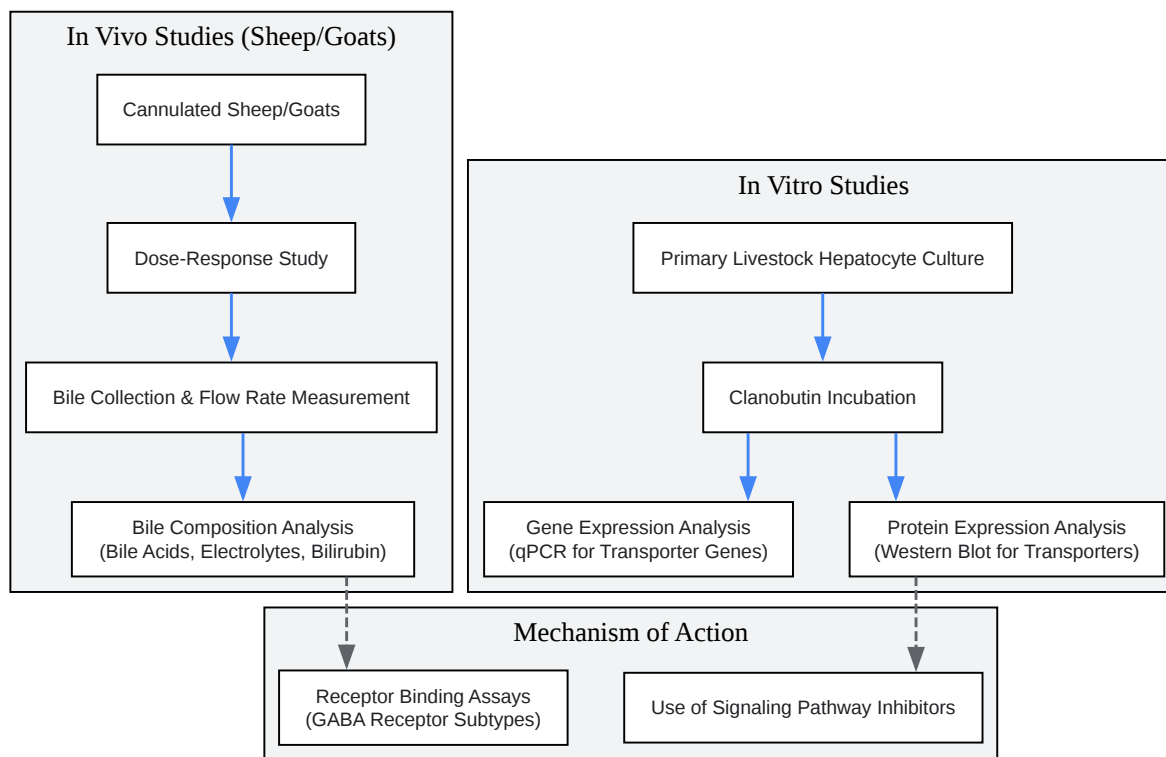 In Vivo Studies (Sheep/Goats)
Cannulated Sheep/Goats
Dose-Response Study
Bile Collection & Flow Rate Measurement
Bile Composition Analysis
(Bile Acids, Electrolytes, Bilirubin)
In Vitro Studies
Primary Livestock Hepatocyte Culture
Clanobutin Incubation
Gene Expression Analysis
(qPCR for Transporter Genes)
Protein Expression Analysis
(Western Blot for Transporters)
Mechanism of Action
Receptor Binding Assays
(GABA Receptor Subtypes)
Use of Signaling Pathway Inhibitors